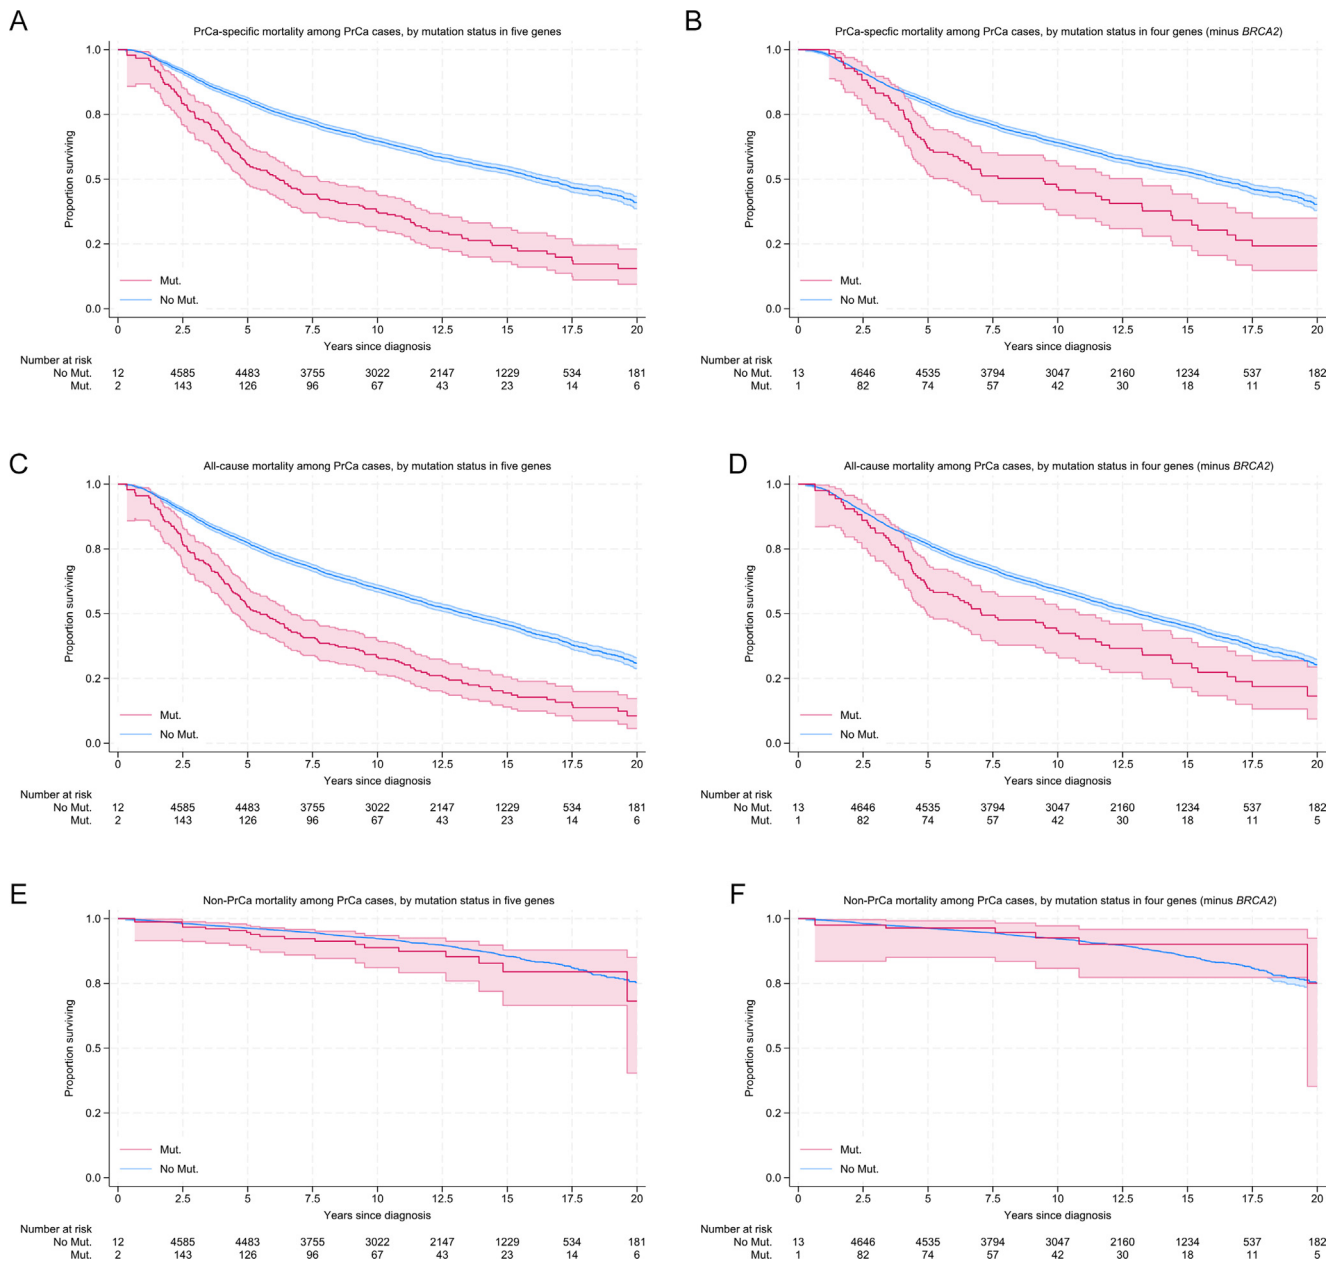 A
PrCa-specific mortality among PrCa cases, by mutation status in five genes
1.0
0.8
0.5
0.2
0.0
Proportion surviving
Mut.
No Mut.
0 2.5 5 7.5 10 12.5 15 17.5 20
Years since diagnosis
Number at risk
No Mut. 12 4585 4483 3755 3022 2147 1229 534 181
Mut. 2 143 126 96 67 43 23 14 6
B
PrCa-specfic mortality among PrCa cases, by mutation status in four genes (minus BRCA2)
1.0
0.8
0.5
0.2
0.0
Proportion surviving
Mut.
No Mut.
0 2.5 5 7.5 10 12.5 15 17.5 20
Years since diagnosis
Number at risk
No Mut. 13 4646 4535 3794 3047 2160 1234 537 182
Mut. 1 82 74 57 42 30 18 11 5
C
All-cause mortality among PrCa cases, by mutation status in five genes
1.0
0.8
0.5
0.2
0.0
Proportion surviving
Mut.
No Mut.
0 2.5 5 7.5 10 12.5 15 17.5 20
Years since diagnosis
Number at risk
No Mut. 12 4585 4483 3755 3022 2147 1229 534 181
Mut. 2 143 126 96 67 43 23 14 6
D
All-cause mortality among PrCa cases, by mutation status in four genes (minus BRCA2)
1.0
0.8
0.5
0.2
0.0
Proportion surviving
Mut.
No Mut.
0 2.5 5 7.5 10 12.5 15 17.5 20
Years since diagnosis
Number at risk
No Mut. 13 4646 4535 3794 3047 2160 1234 537 182
Mut. 1 82 74 57 42 30 18 11 5
E
Non-PrCa mortality among PrCa cases, by mutation status in five genes
1.0
0.8
0.5
0.2
0.0
Proportion surviving
Mut.
No Mut.
0 2.5 5 7.5 10 12.5 15 17.5 20
Years since diagnosis
Number at risk
No Mut. 12 4585 4483 3755 3022 2147 1229 534 181
Mut. 2 143 126 96 67 43 23 14 6
F
Non-PrCa mortality among PrCa cases, by mutation status in four genes (minus BRCA2)
1.0
0.8
0.5
0.2
0.0
Proportion surviving
Mut.
No Mut.
0 2.5 5 7.5 10 12.5 15 17.5 20
Years since diagnosis
Number at risk
No Mut. 13 4646 4535 3794 3047 2160 1234 537 182
Mut. 1 82 74 57 42 30 18 11 5